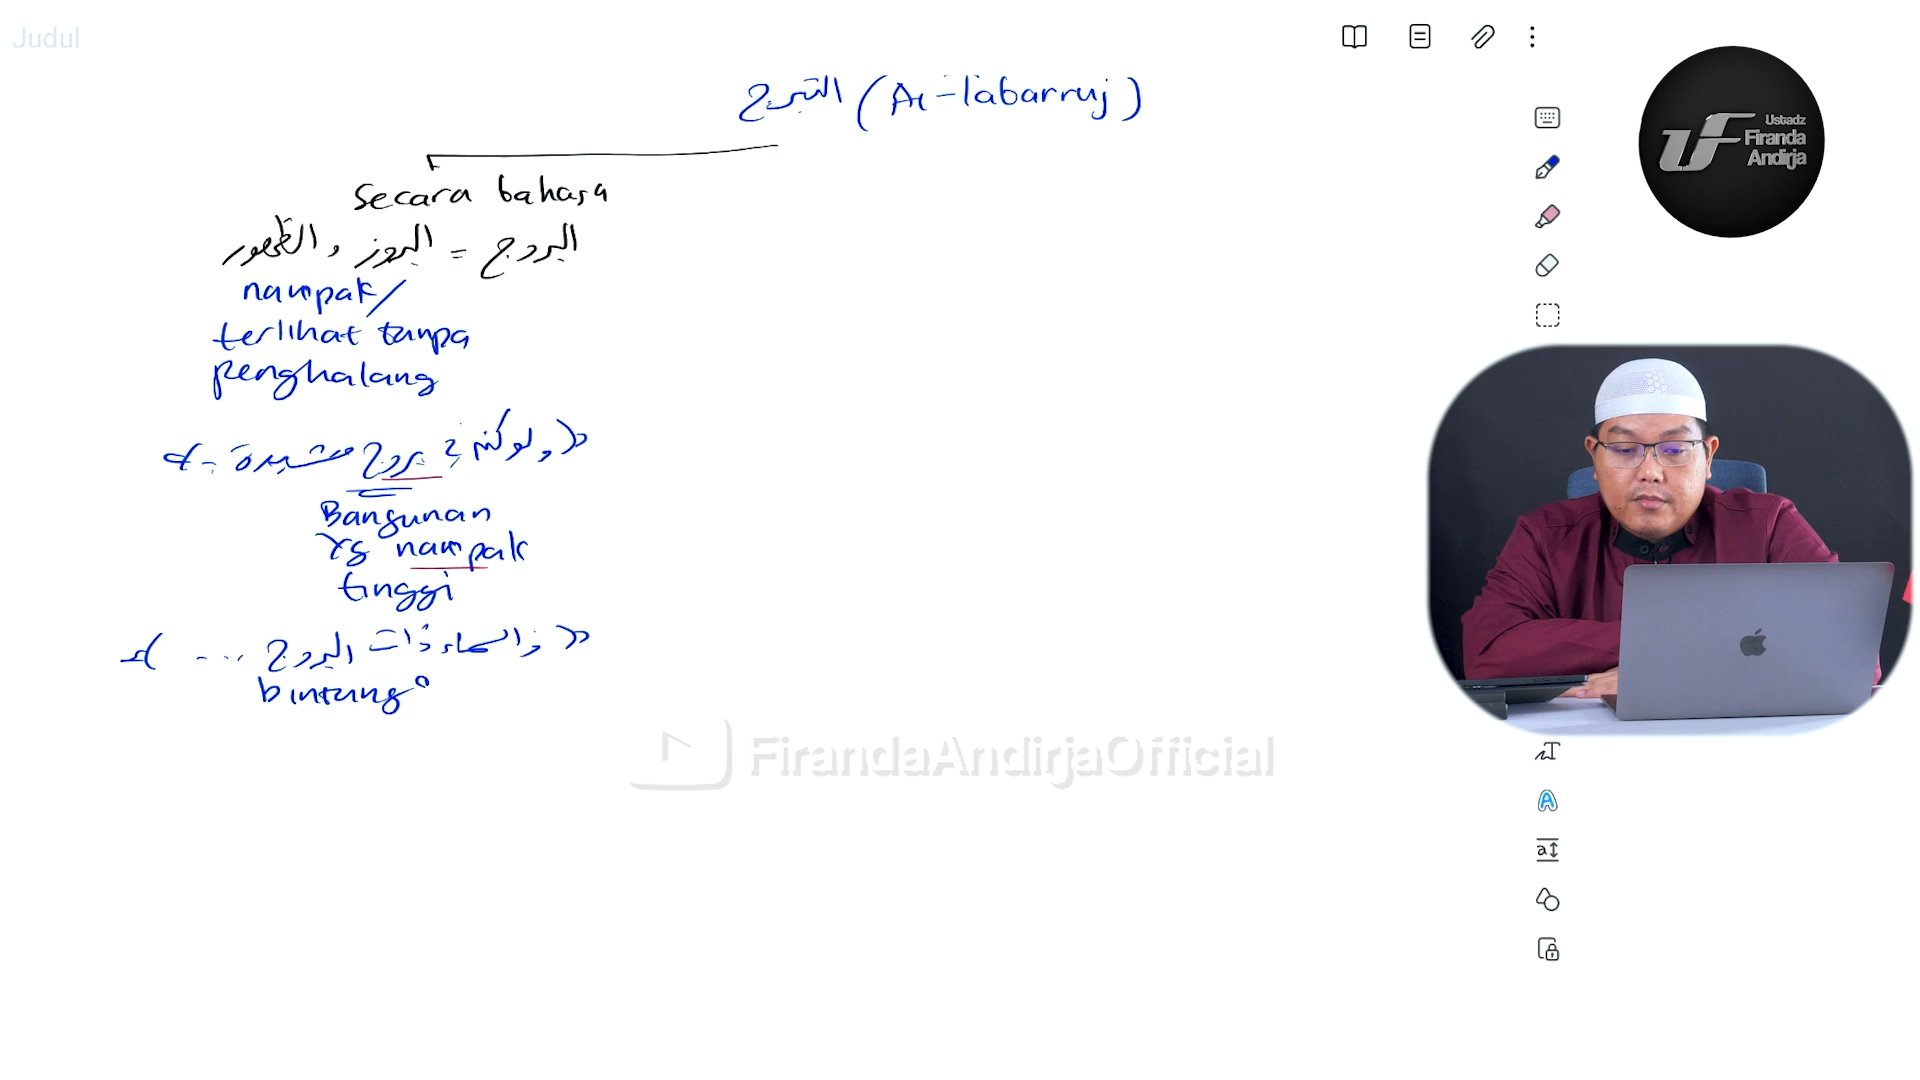 Judul
التبرج (At-tabarruj)
Secara bahasa
البروج = البروز والظهور
nampak/
terlihat tanpa
penghalang
« ولو كنتم في بروج مشيدة »
Bangunan
yg nampak
tinggi
« والسماء ذات البروج ... »
bintang²
Ustadz
Firanda
Andirja
FirandaAndirjaOfficial